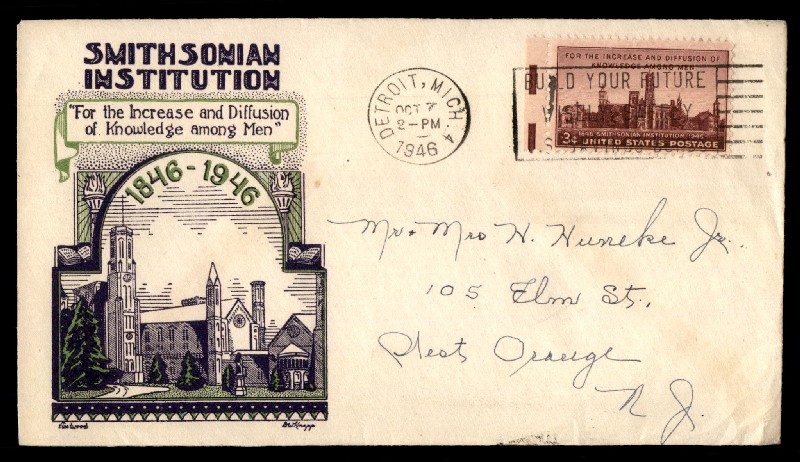 SMITHSONIAN
INSTITUTION
"For the Increase and Diffusion
of Knowledge among Men"
1846-1946
Fleetwood
DETROIT, MICH. 4
OCT 7
2-PM
1946
BUILD YOUR FUTURE
FOR THE INCREASE AND DIFFUSION OF
KNOWLEDGE AMONG MEN
1846 SMITHSONIAN INSTITUTION 1946
3¢ UNITED STATES POSTAGE
Mr. + Mrs H. Huneke Jr.
105 Elm St.
West Orange
N J.